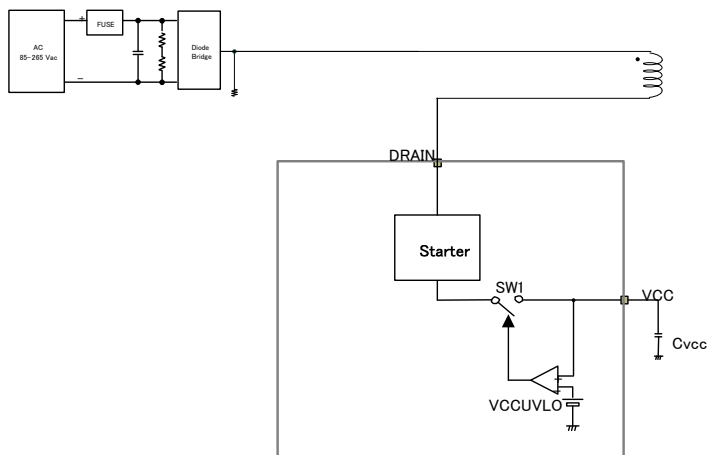 +
FUSE
AC
85-265 Vac
Diode
Bridge
−
DRAIN
Starter
SW1
VCC
Cvcc
+
−
VCCUVLO